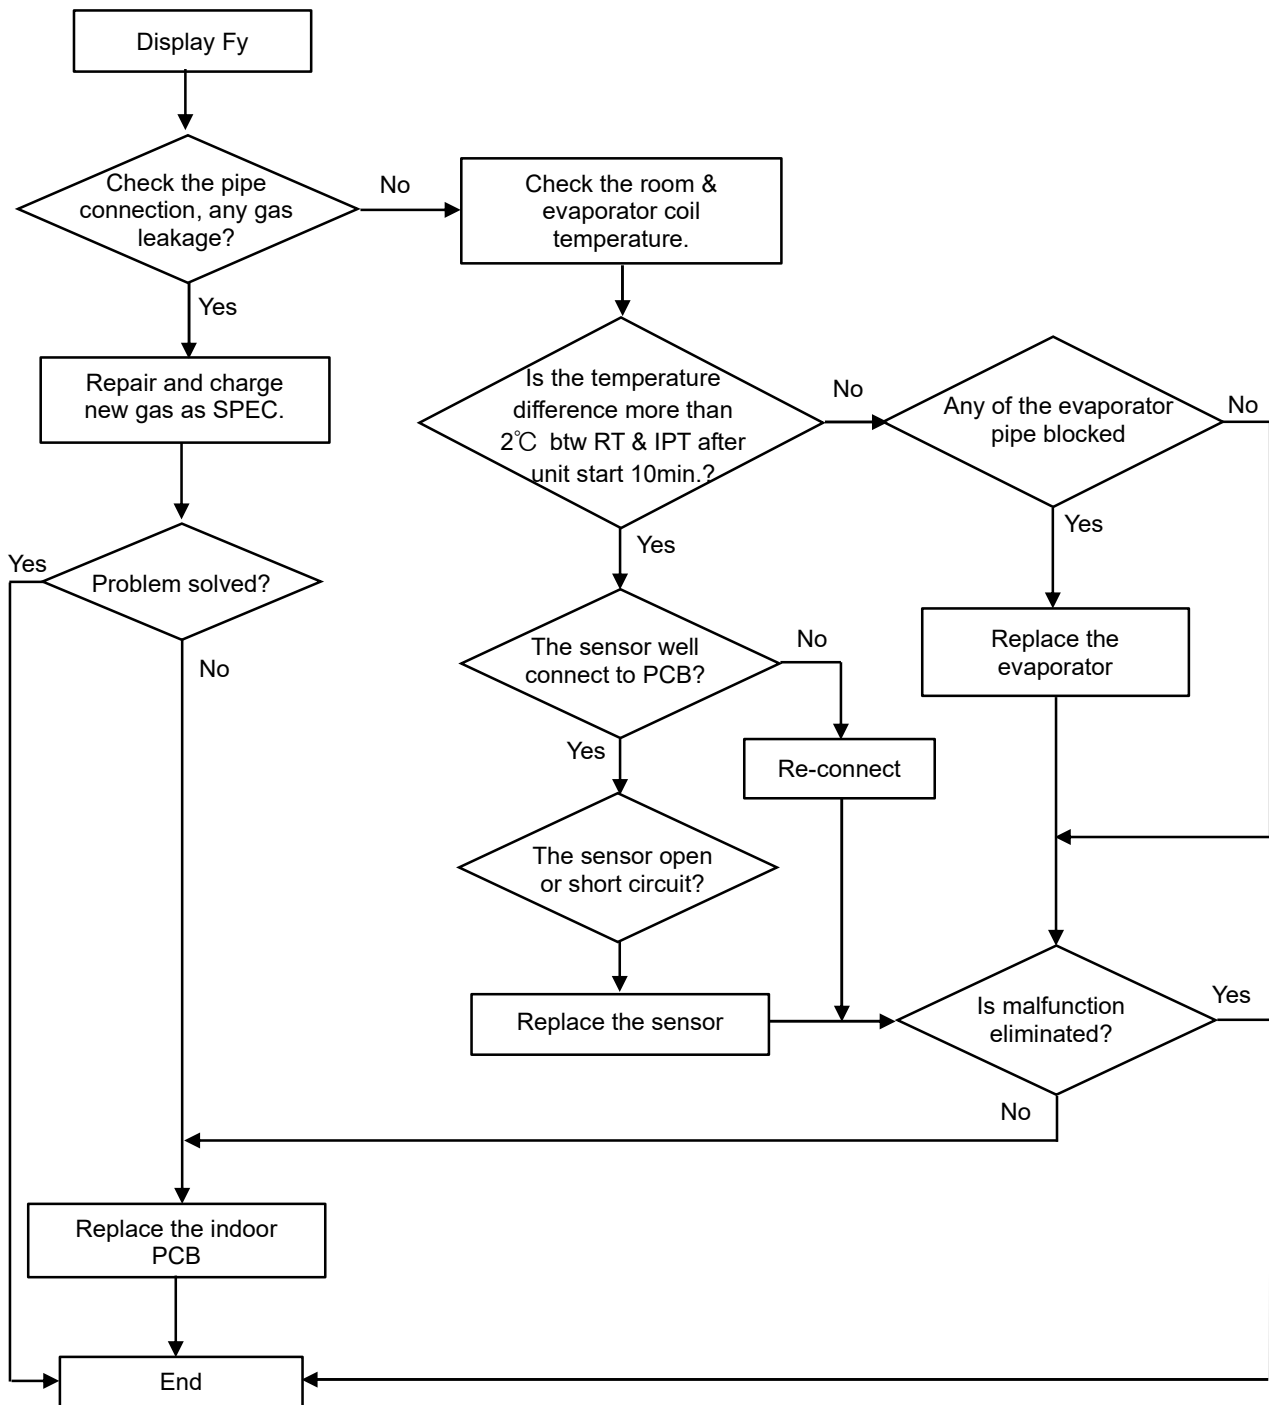 Display Fy
Check the pipe
connection, any gas
leakage?
No
Check the room &
evaporator coil
temperature.
Yes
Repair and charge
new gas as SPEC.
Is the temperature
difference more than
2℃ btw RT & IPT after
unit start 10min.?
No
Any of the evaporator
pipe blocked
No
Yes
Yes
Yes
Problem solved?
No
The sensor well
connect to PCB?
No
Replace the
evaporator
Yes
Re-connect
The sensor open
or short circuit?
Replace the sensor
Is malfunction
eliminated?
Yes
No
Replace the indoor
PCB
End